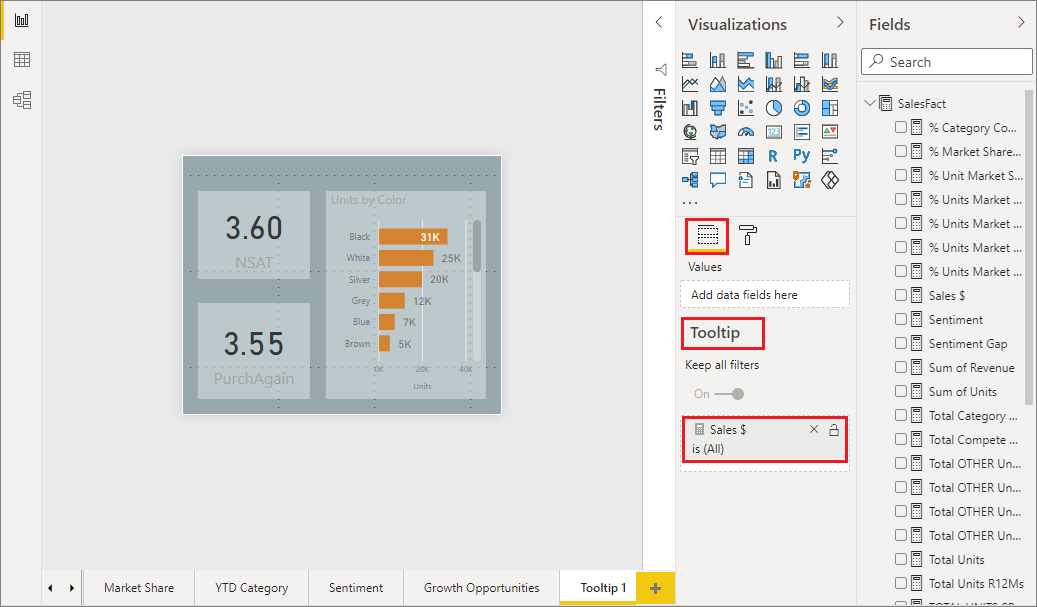 3.60
NSAT
3.55
PurchAgain
Units by Color
Black 31K
White 25K
Silver 20K
Grey 12K
Blue 7K
Brown 5K
0K 20K 40K
Units
Filters
Visualizations
123
R
Py
...
Values
Add data fields here
Tooltip
Keep all filters
On
Sales $
is (All)
Fields
Search
SalesFact
% Category Co...
% Market Share...
% Unit Market S...
% Units Market ...
% Units Market ...
% Units Market ...
% Units Market ...
Sales $
Sentiment
Sentiment Gap
Sum of Revenue
Sum of Units
Total Category ...
Total Compete ...
Total OTHER Un...
Total OTHER Un...
Total OTHER Un...
Total OTHER Un...
Total Units
Total Units R12Ms
Market Share
YTD Category
Sentiment
Growth Opportunities
Tooltip 1
+